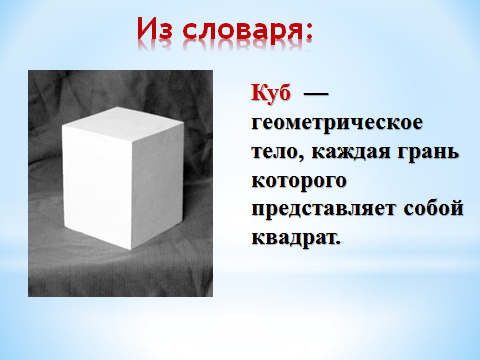 Из словаря:
Куб —
геометрическое
тело, каждая грань
которого
представляет собой
квадрат.